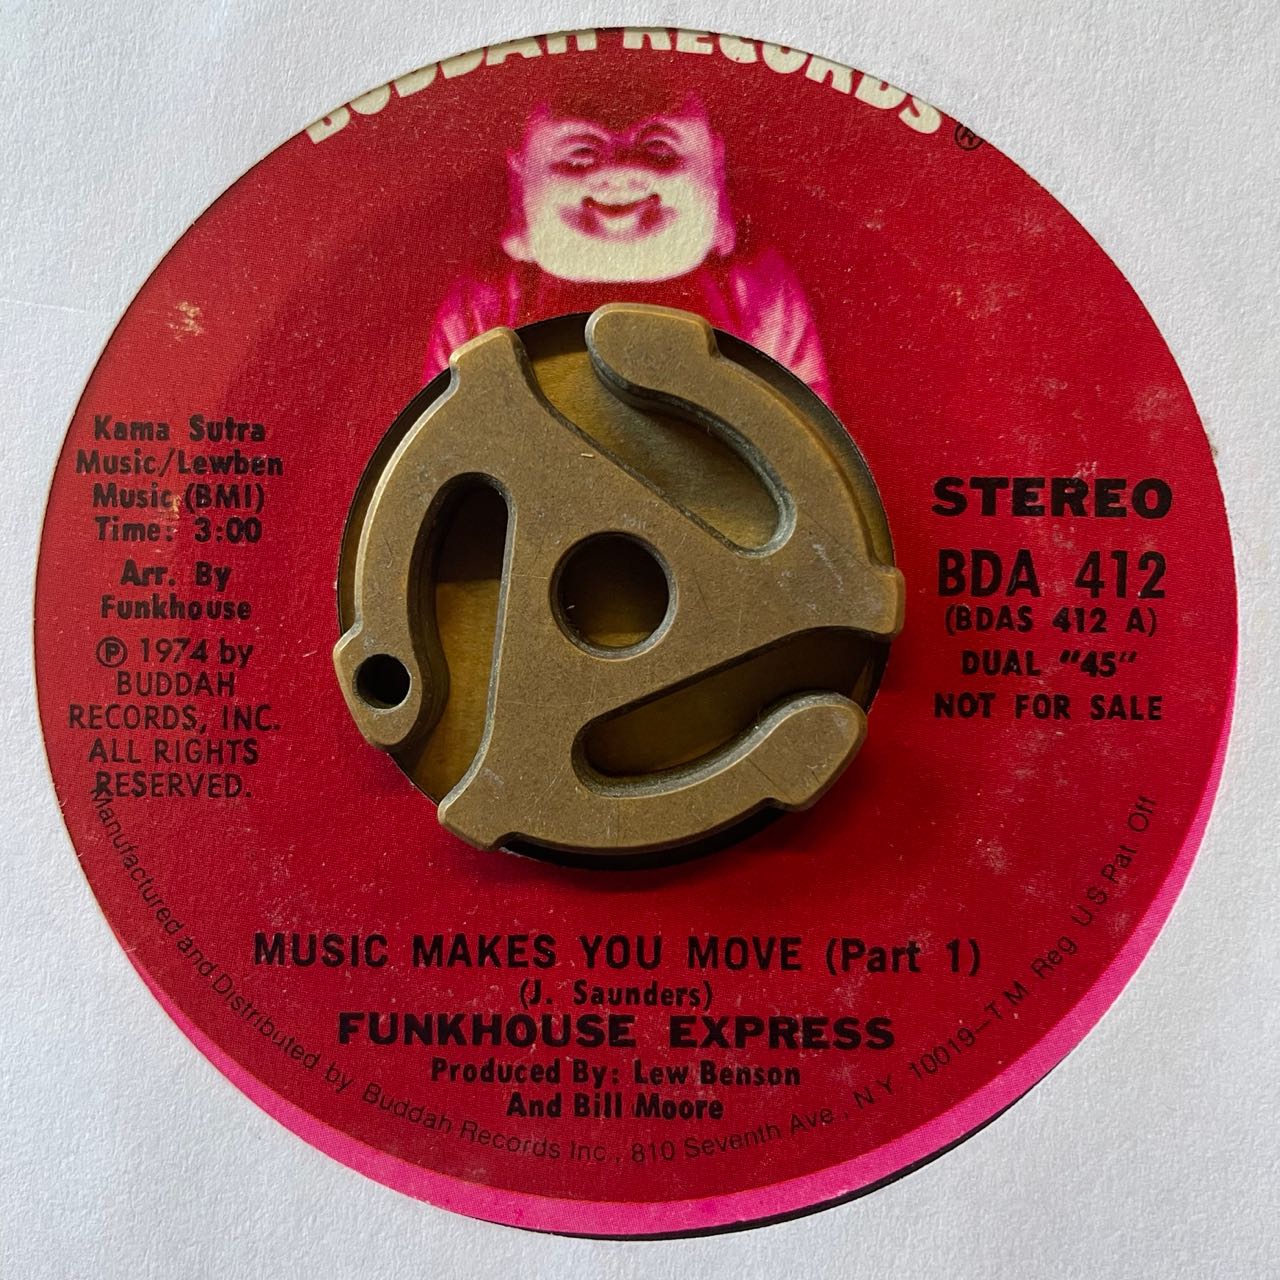 BUDDAH RECORDS®
Kama Sutra
Music/Lewben
Music (BMI)
Time: 3:00
Arr. By
Funkhouse
℗ 1974 by
BUDDAH
RECORDS, INC.
ALL RIGHTS
RESERVED.
STEREO
BDA 412
(BDAS 412 A)
DUAL "45"
NOT FOR SALE
MUSIC MAKES YOU MOVE (Part 1)
(J. Saunders)
FUNKHOUSE EXPRESS
Produced By: Lew Benson
And Bill Moore
Manufactured and Distributed by Buddah Records Inc., 810 Seventh Ave., N Y 10019–T.M. Reg U.S. Pat Off